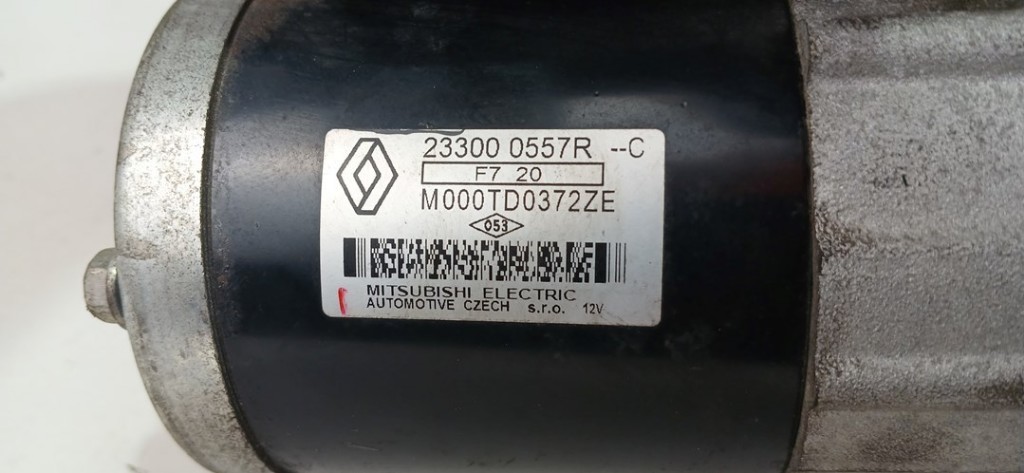 23300 0557R --C
F7 20
M000TD0372ZE
053
MITSUBISHI ELECTRIC
AUTOMOTIVE CZECH s.r.o. 12V